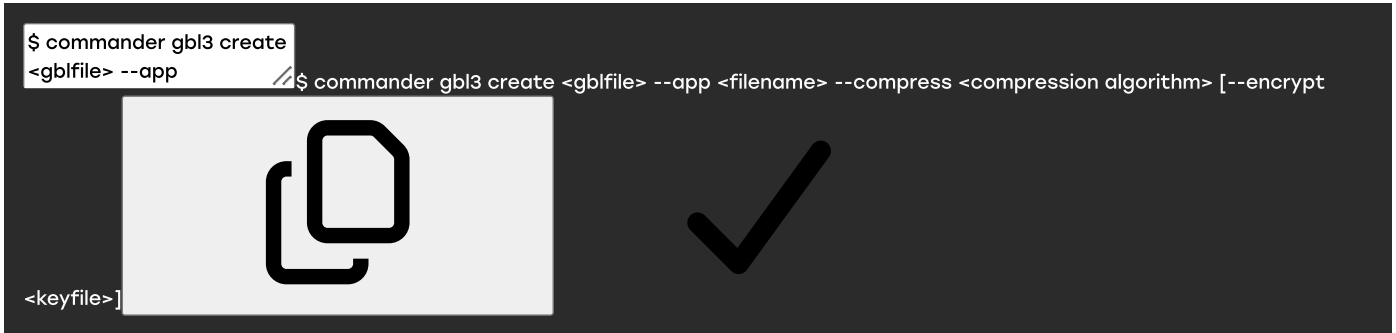 $ commander gbl3 create
<gblfile> --app
$ commander gbl3 create <gblfile> --app <filename> --compress <compression algorithm> [--encrypt
<keyfile>]